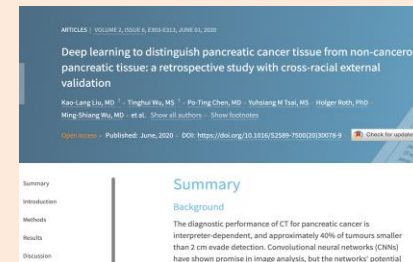 ARTICLES | VOLUME 2, ISSUE 6, E303-E313, JUNE 01, 2020
Deep learning to distinguish pancreatic cancer tissue from non-cancero
pancreatic tissue: a retrospective study with cross-racial external
validation
Kao-Lang Liu, MD † · Tinghui Wu, MS † · Po-Ting Chen, MD · Yuhsiang M Tsai, MS · Holger Roth, PhD
Ming-Shiang Wu, MD · et al. Show all authors · Show footnotes
Open Access · Published: June, 2020 · DOI: https://doi.org/10.1016/S2589-7500(20)30078-9 · Check for update
Summary
Introduction
Methods
Results
Discussion
Summary
Background
The diagnostic performance of CT for pancreatic cancer is
interpreter-dependent, and approximately 40% of tumours smaller
than 2 cm evade detection. Convolutional neural networks (CNNs)
have shown promise in image analysis, but the networks' potential